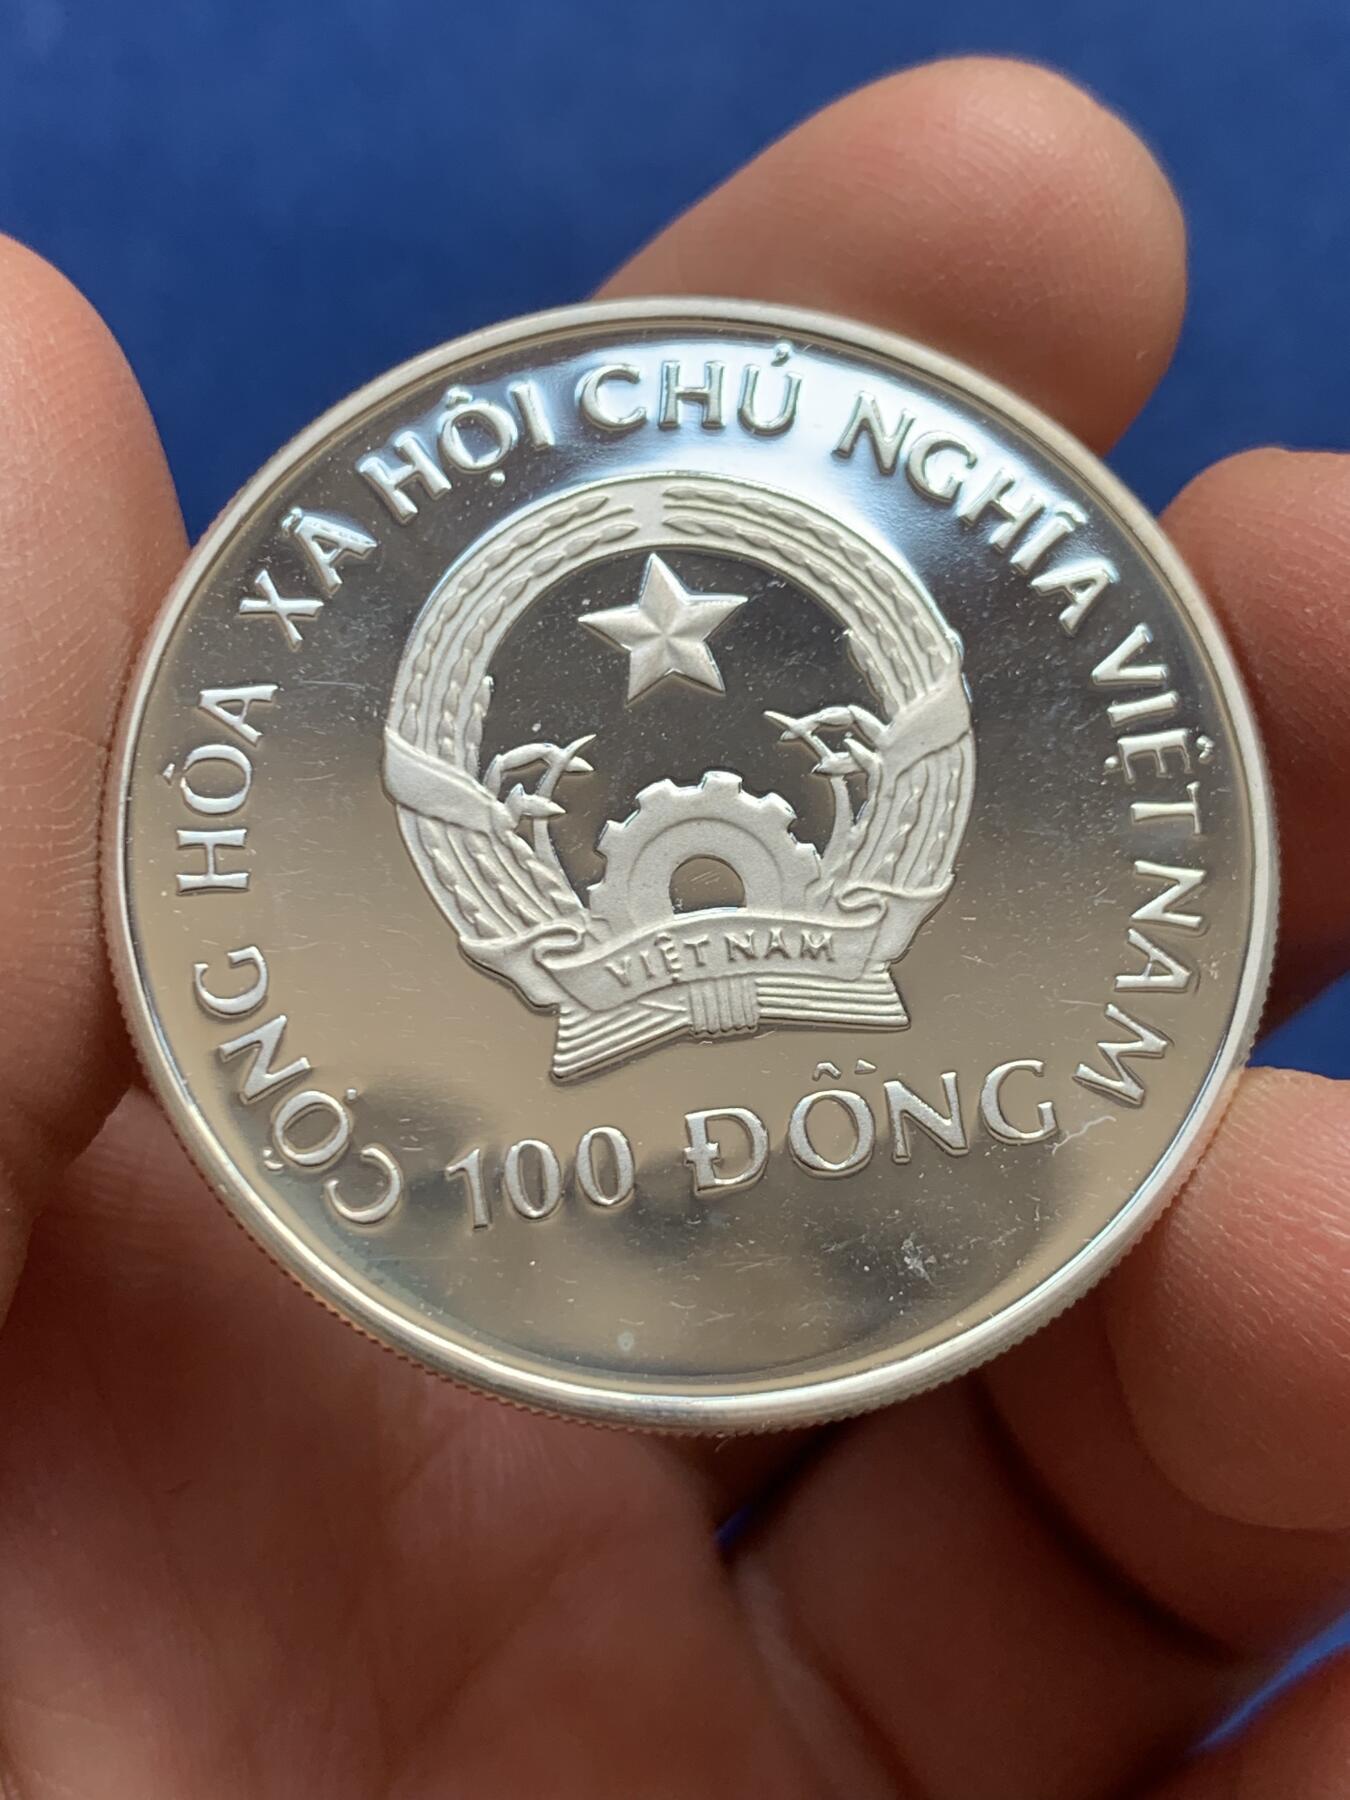 CỘNG HÒA XÃ HỘI CHỦ NGHĨA VIỆT NAM
VIỆT NAM
100 ĐỒNG